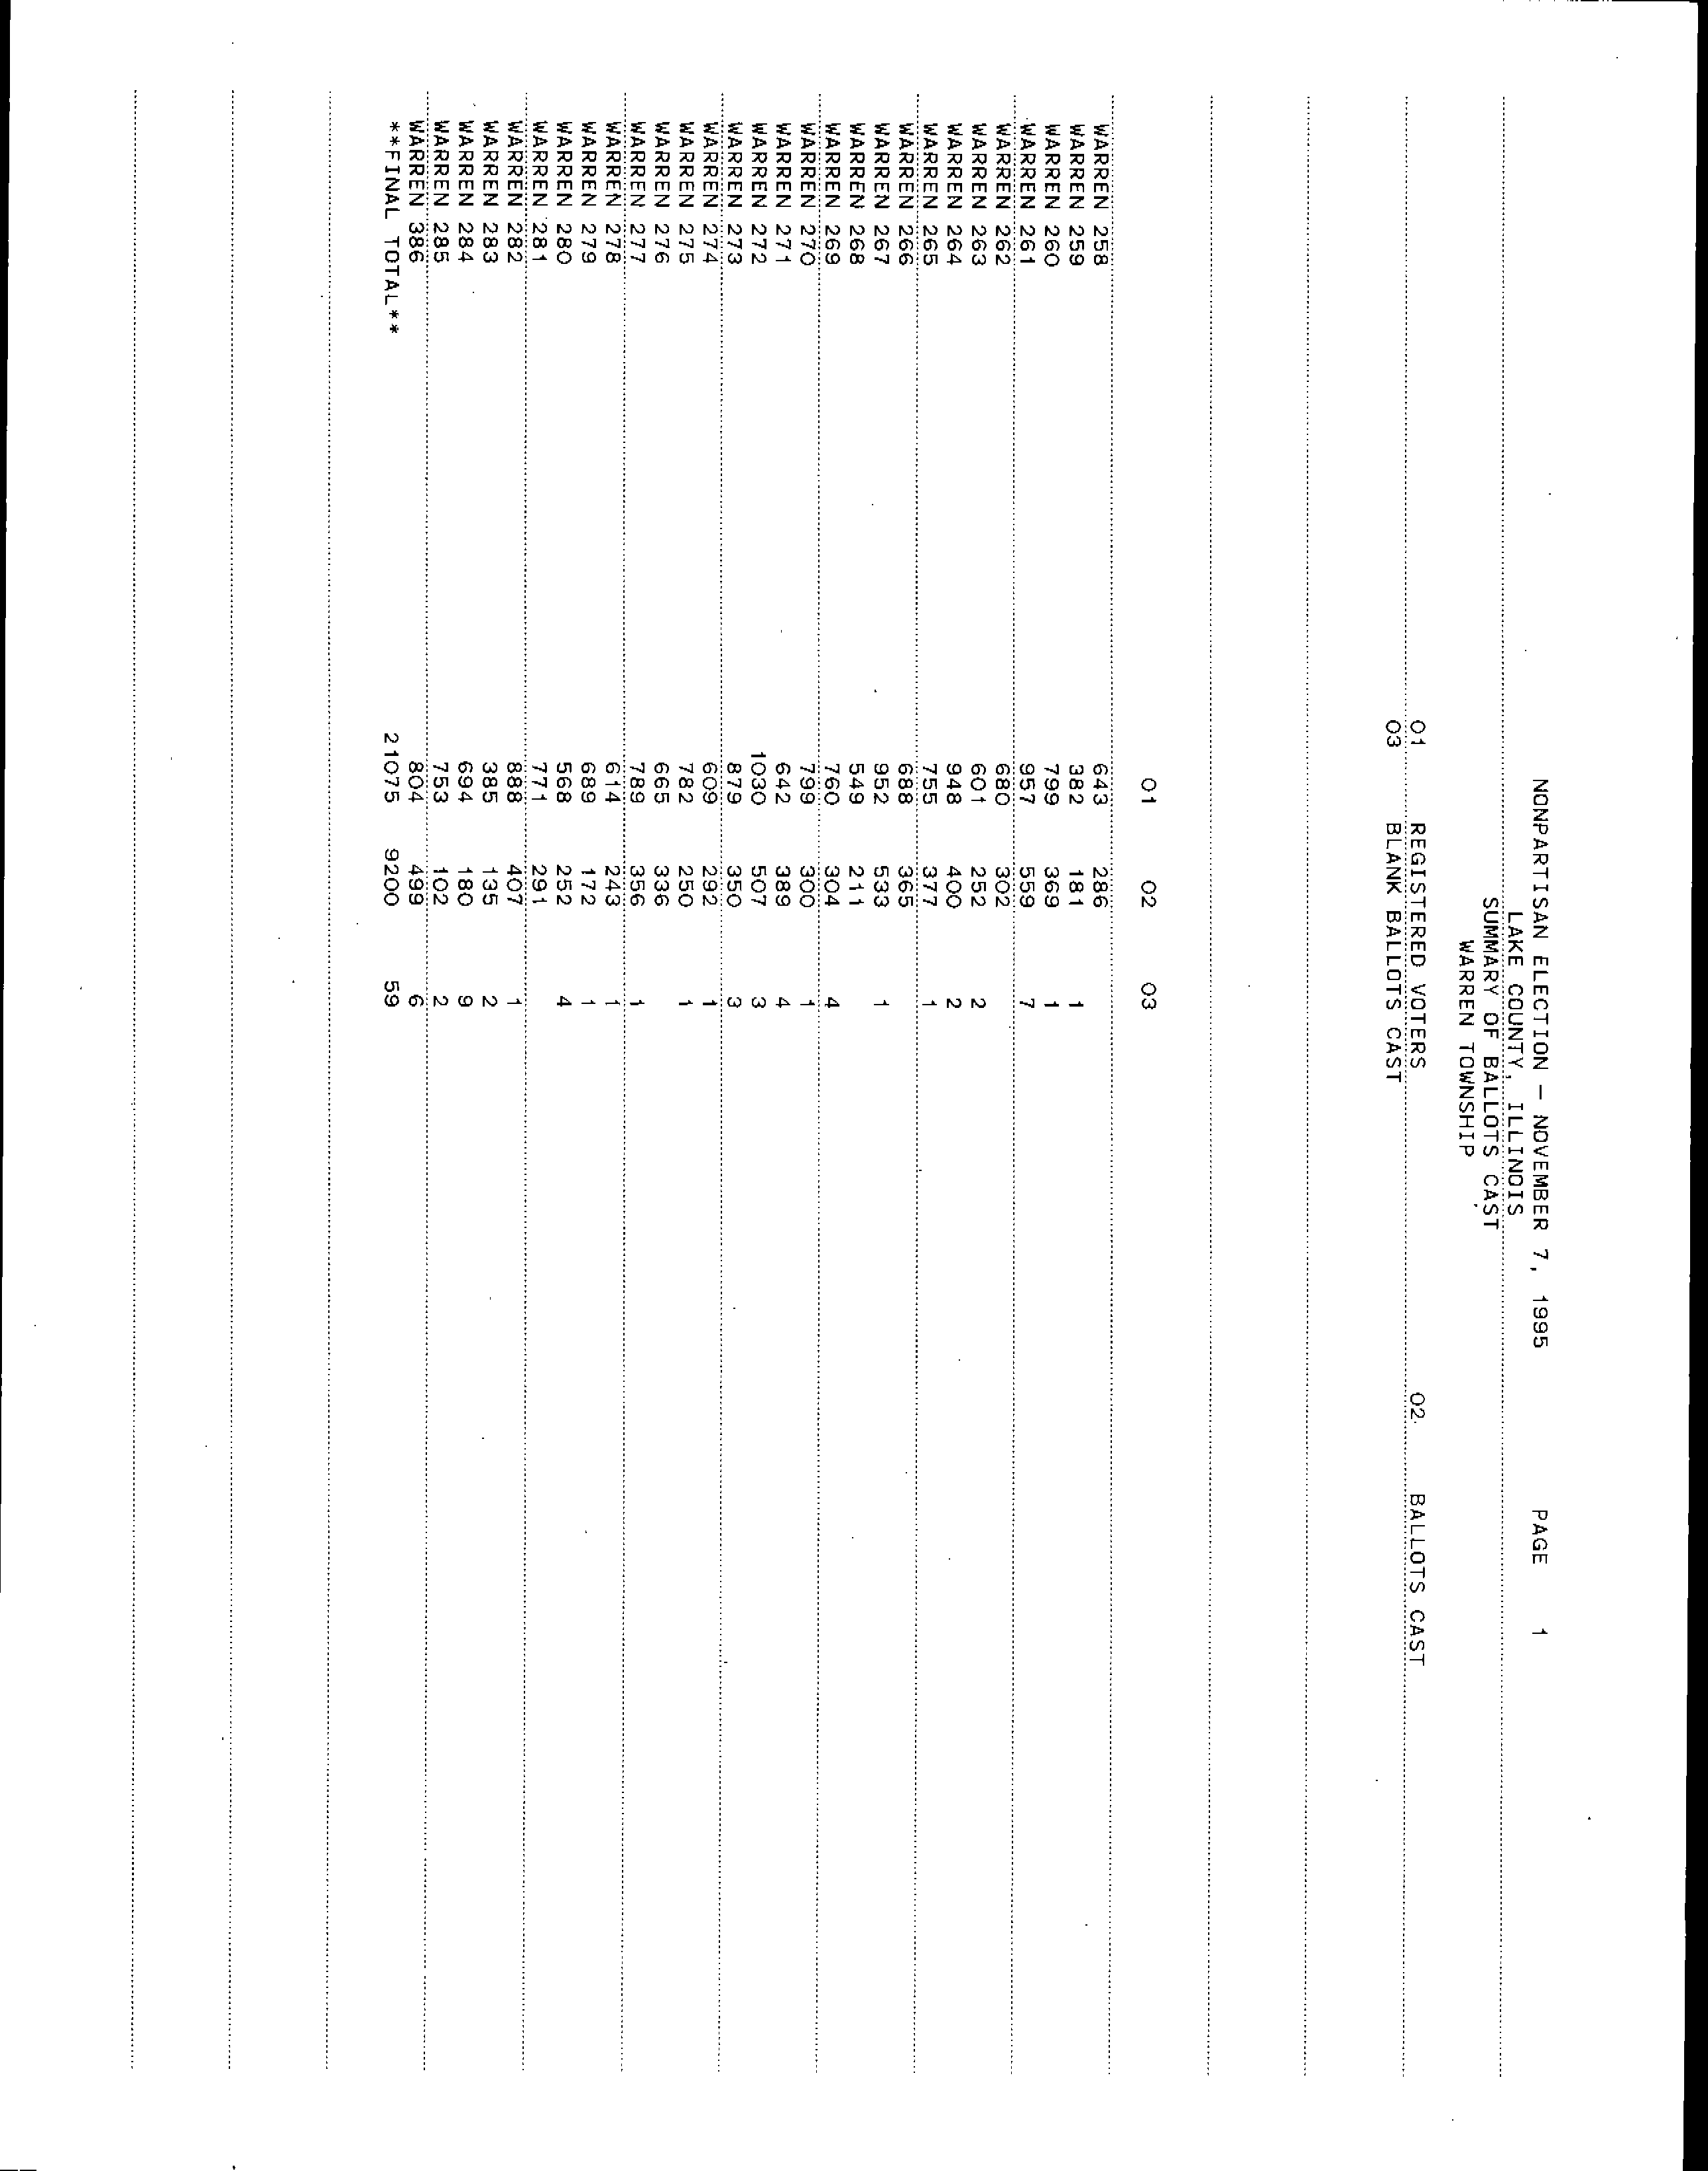 NONPARTISAN ELECTION - NOVEMBER 7, 1995 PAGE 1
LAKE COUNTY, ILLINOIS
SUMMARY OF BALLOTS CAST
WARREN TOWNSHIP
01 REGISTERED VOTERS 02 BALLOTS CAST
03 BLANK BALLOTS CAST
01 02 03
WARREN 258 643 286
WARREN 259 382 181 1
WARREN 260 799 369 1
WARREN 261 957 559 7
WARREN 262 680 302
WARREN 263 601 252 2
WARREN 264 948 400 2
WARREN 265 755 377 1
WARREN 266 688 365
WARREN 267 952 533 1
WARREN 268 549 211
WARREN 269 760 304 4
WARREN 270 799 300 1
WARREN 271 642 389 4
WARREN 272 1030 507 3
WARREN 273 879 350 3
WARREN 274 609 292 1
WARREN 275 782 250 1
WARREN 276 665 336
WARREN 277 789 356 1
WARREN 278 614 243 1
WARREN 279 689 172 1
WARREN 280 568 252 4
WARREN 281 771 291
WARREN 282 888 407 1
WARREN 283 385 135 2
WARREN 284 694 180 9
WARREN 285 753 102 2
WARREN 386 804 499 6
**FINAL TOTAL** 21075 9200 59